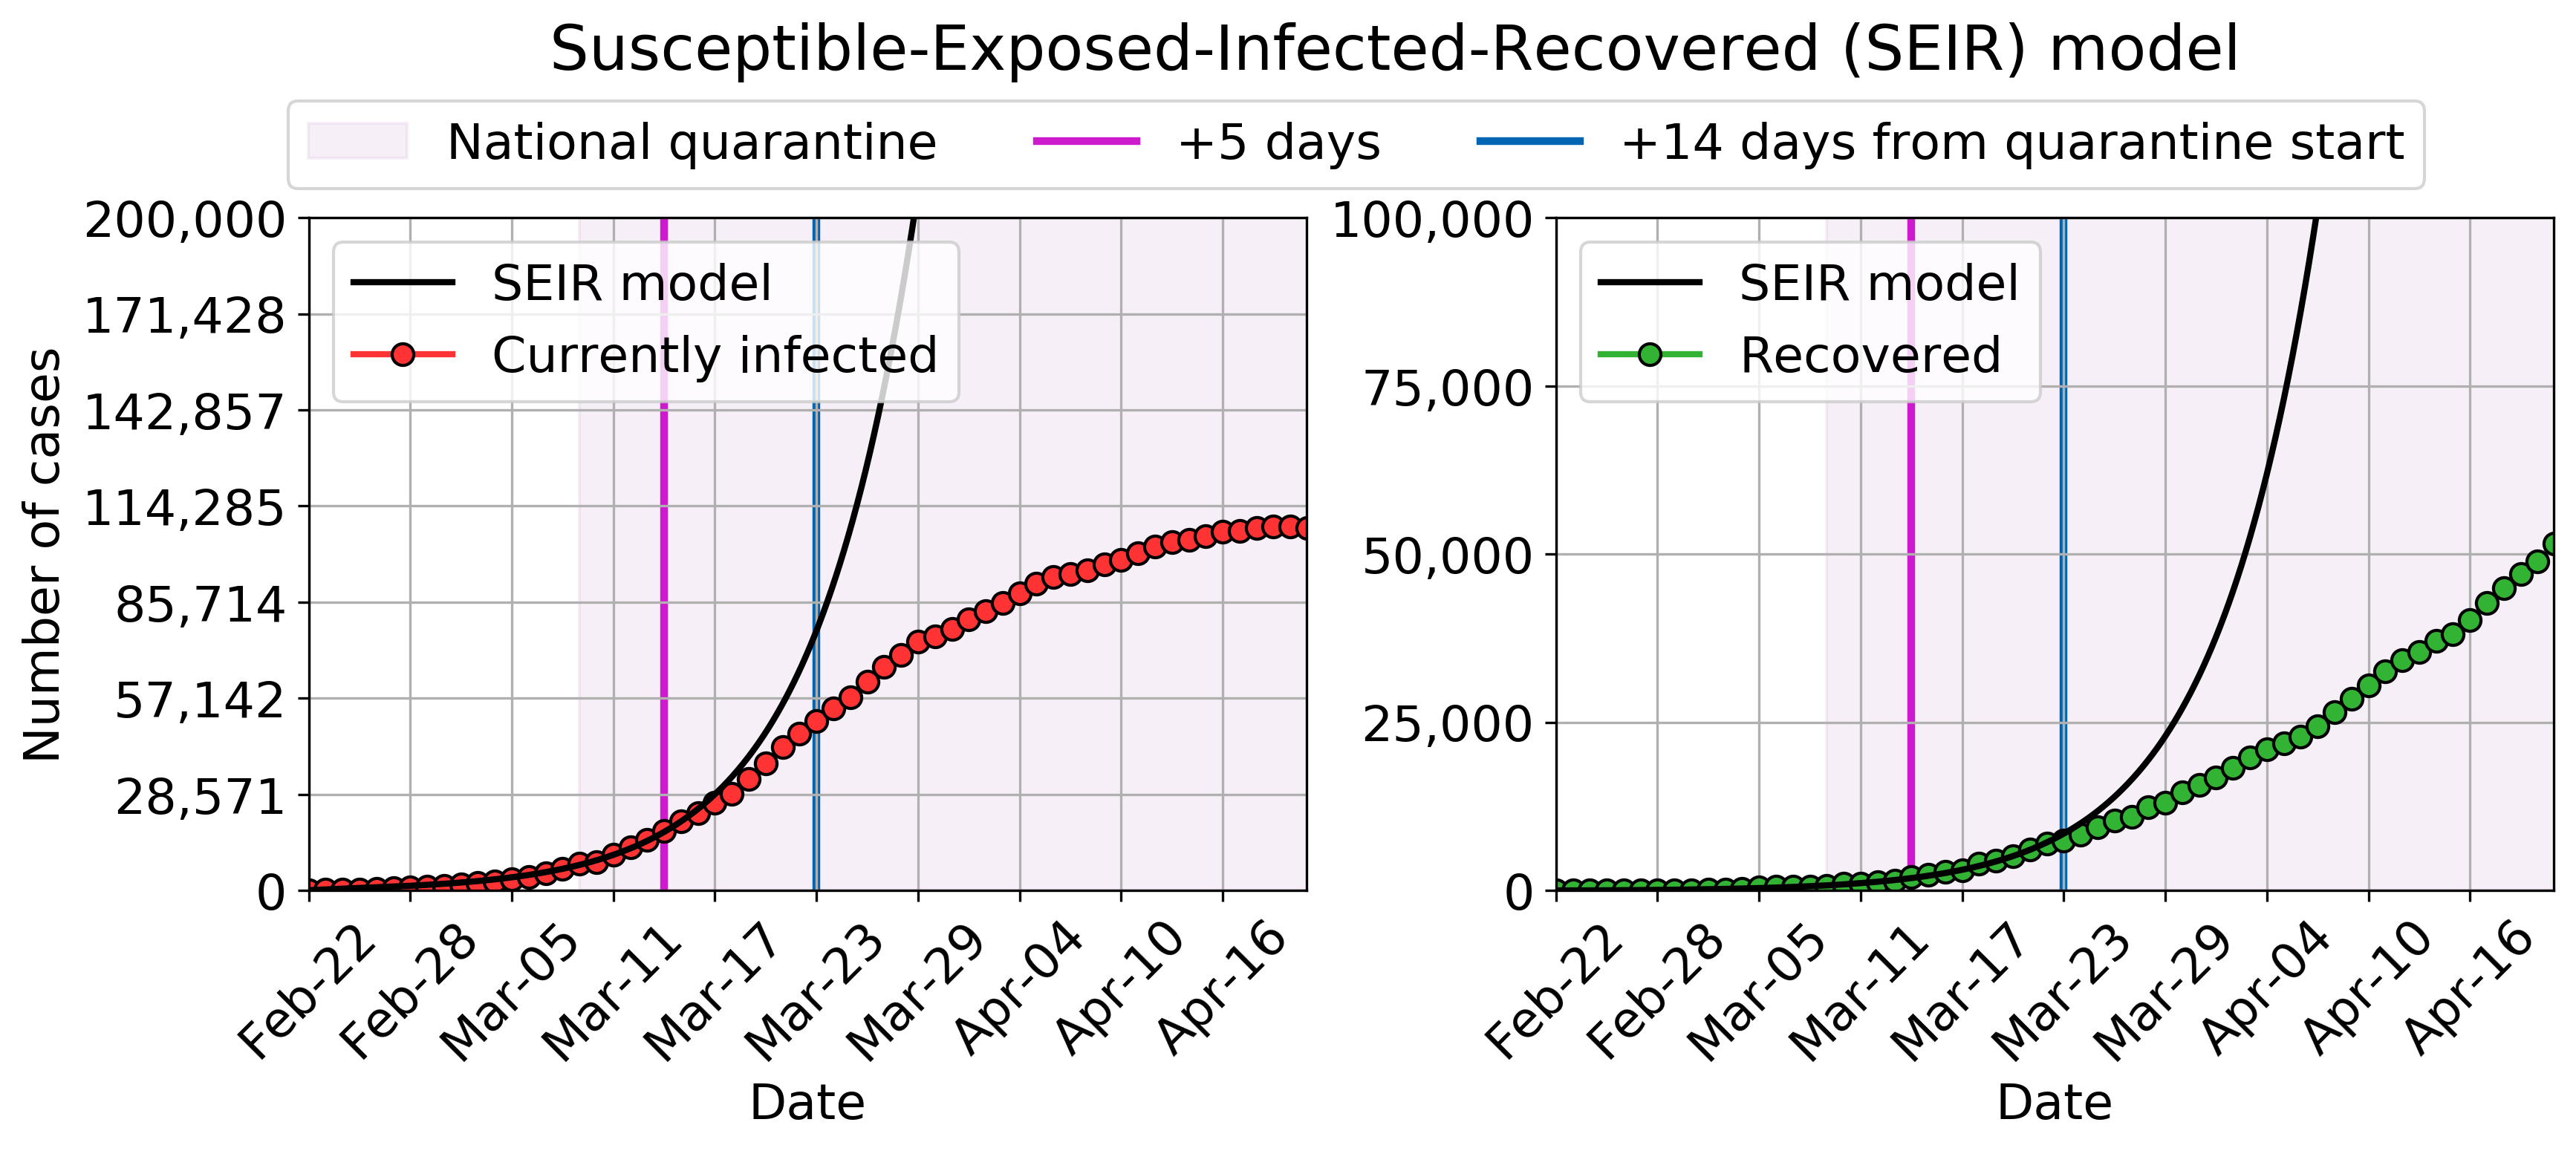 Susceptible-Exposed-Infected-Recovered (SEIR) model
National quarantine +5 days +14 days from quarantine start
200,000
171,428
142,857
114,285
85,714
57,142
28,571
0
Number of cases
SEIR model
Currently infected
Feb-22 Feb-28 Mar-05 Mar-11 Mar-17 Mar-23 Mar-29 Apr-04 Apr-10 Apr-16
Date
100,000
75,000
50,000
25,000
0
SEIR model
Recovered
Feb-22 Feb-28 Mar-05 Mar-11 Mar-17 Mar-23 Mar-29 Apr-04 Apr-10 Apr-16
Date